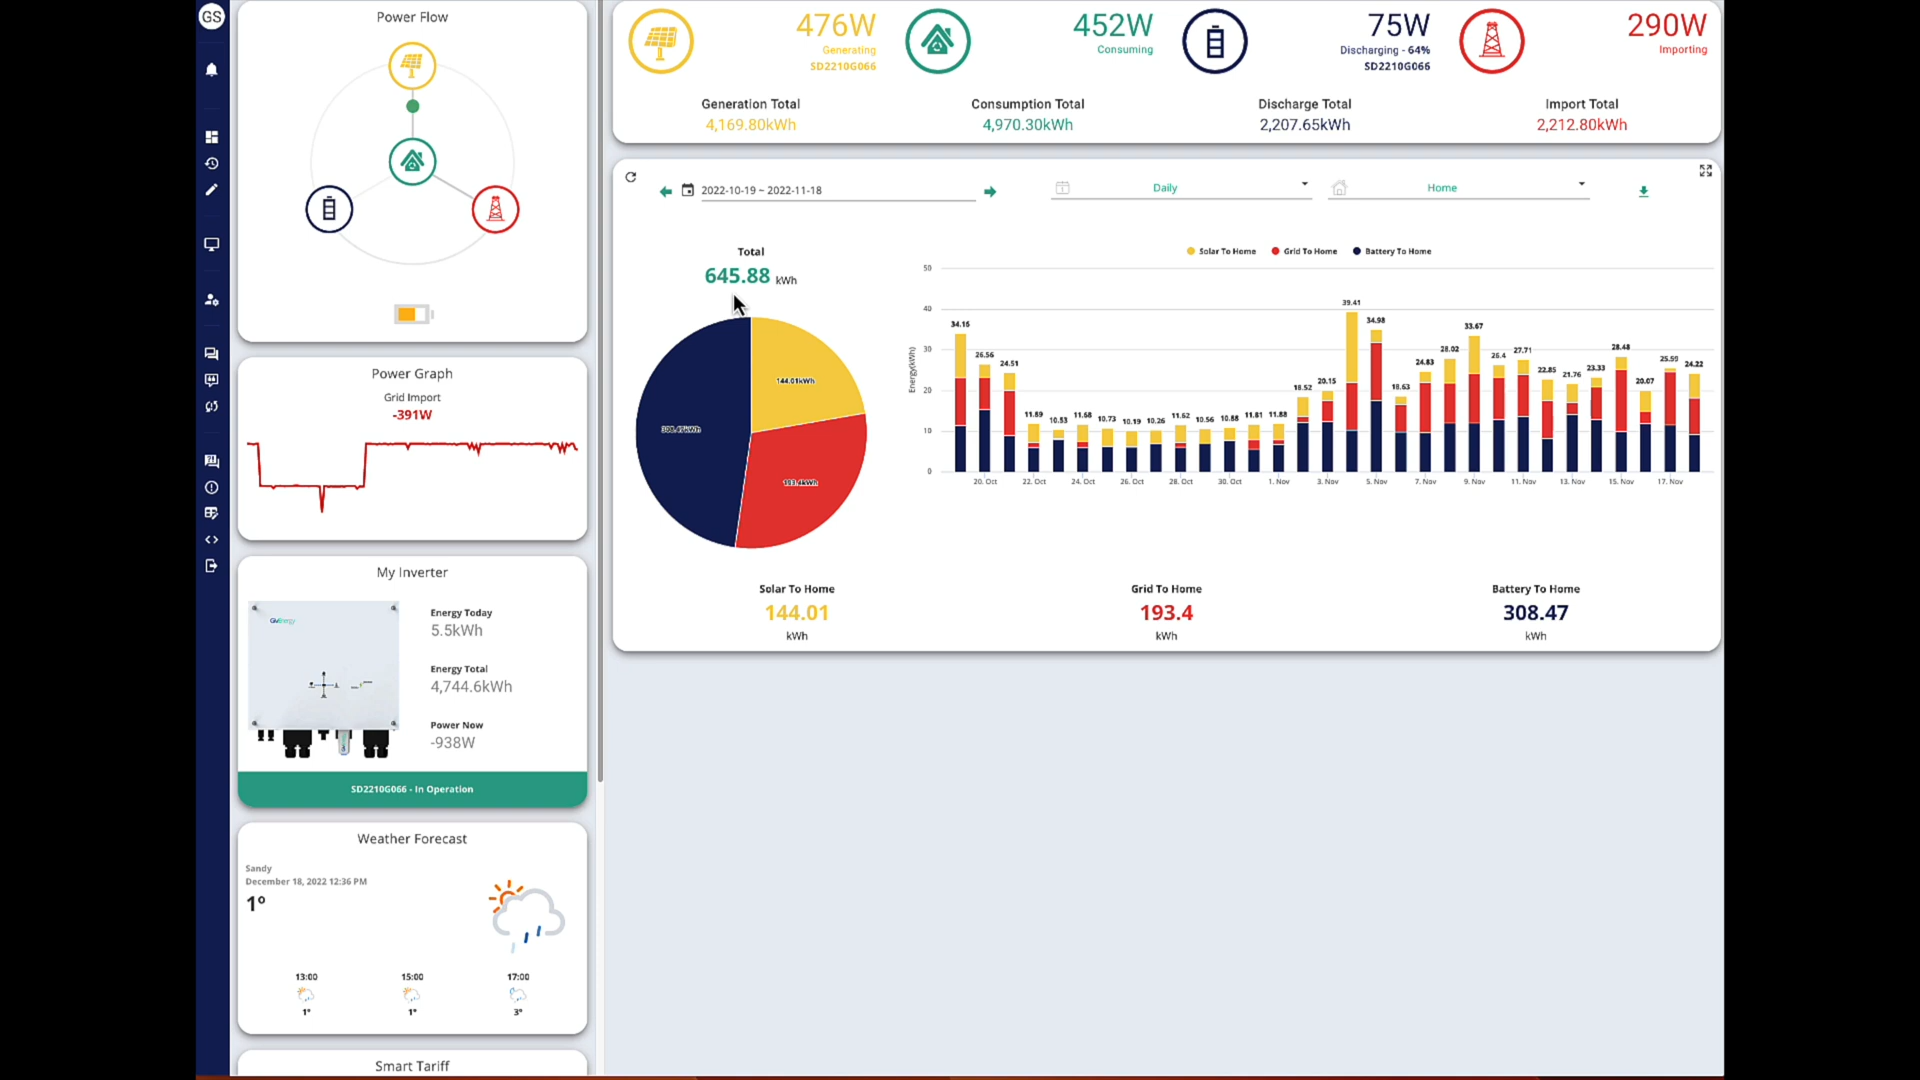 GS
Power Flow
Power Graph
Grid Import
-391W
My Inverter
GivEnergy
Energy Today
5.5kWh
Energy Total
4,744.6kWh
Power Now
-938W
SD2210G066 - In Operation
Weather Forecast
Sandy
December 18, 2022 12:36 PM
1°
13:00 15:00 17:00
1° 1° 3°
Smart Tariff
476W
Generating
SD2210G066
Generation Total
4,169.80kWh
452W
Consuming
Consumption Total
4,970.30kWh
75W
Discharging - 64%
SD2210G066
Discharge Total
2,207.65kWh
290W
Importing
Import Total
2,212.80kWh
2022-10-19 ~ 2022-11-18
Daily
Home
Total
645.88 kWh
144.01kWh
308.47kWh
193.4kWh
Solar To Home Grid To Home Battery To Home
Energy(kWh)
50
40
30
20
10
0
34.15 26.56 24.51 11.89 10.53 11.58 10.73 10.19 10.26 11.62 10.56 10.88 11.81 11.88 18.52 20.15 39.41 34.98 18.63 24.83 28.02 33.67 26.4 27.71 22.85 21.76 23.33 28.48 20.07 25.59 24.22
20. Oct 22. Oct 24. Oct 26. Oct 28. Oct 30. Oct 1. Nov 3. Nov 5. Nov 7. Nov 9. Nov 11. Nov 13. Nov 15. Nov 17. Nov
Solar To Home
144.01
kWh
Grid To Home
193.4
kWh
Battery To Home
308.47
kWh